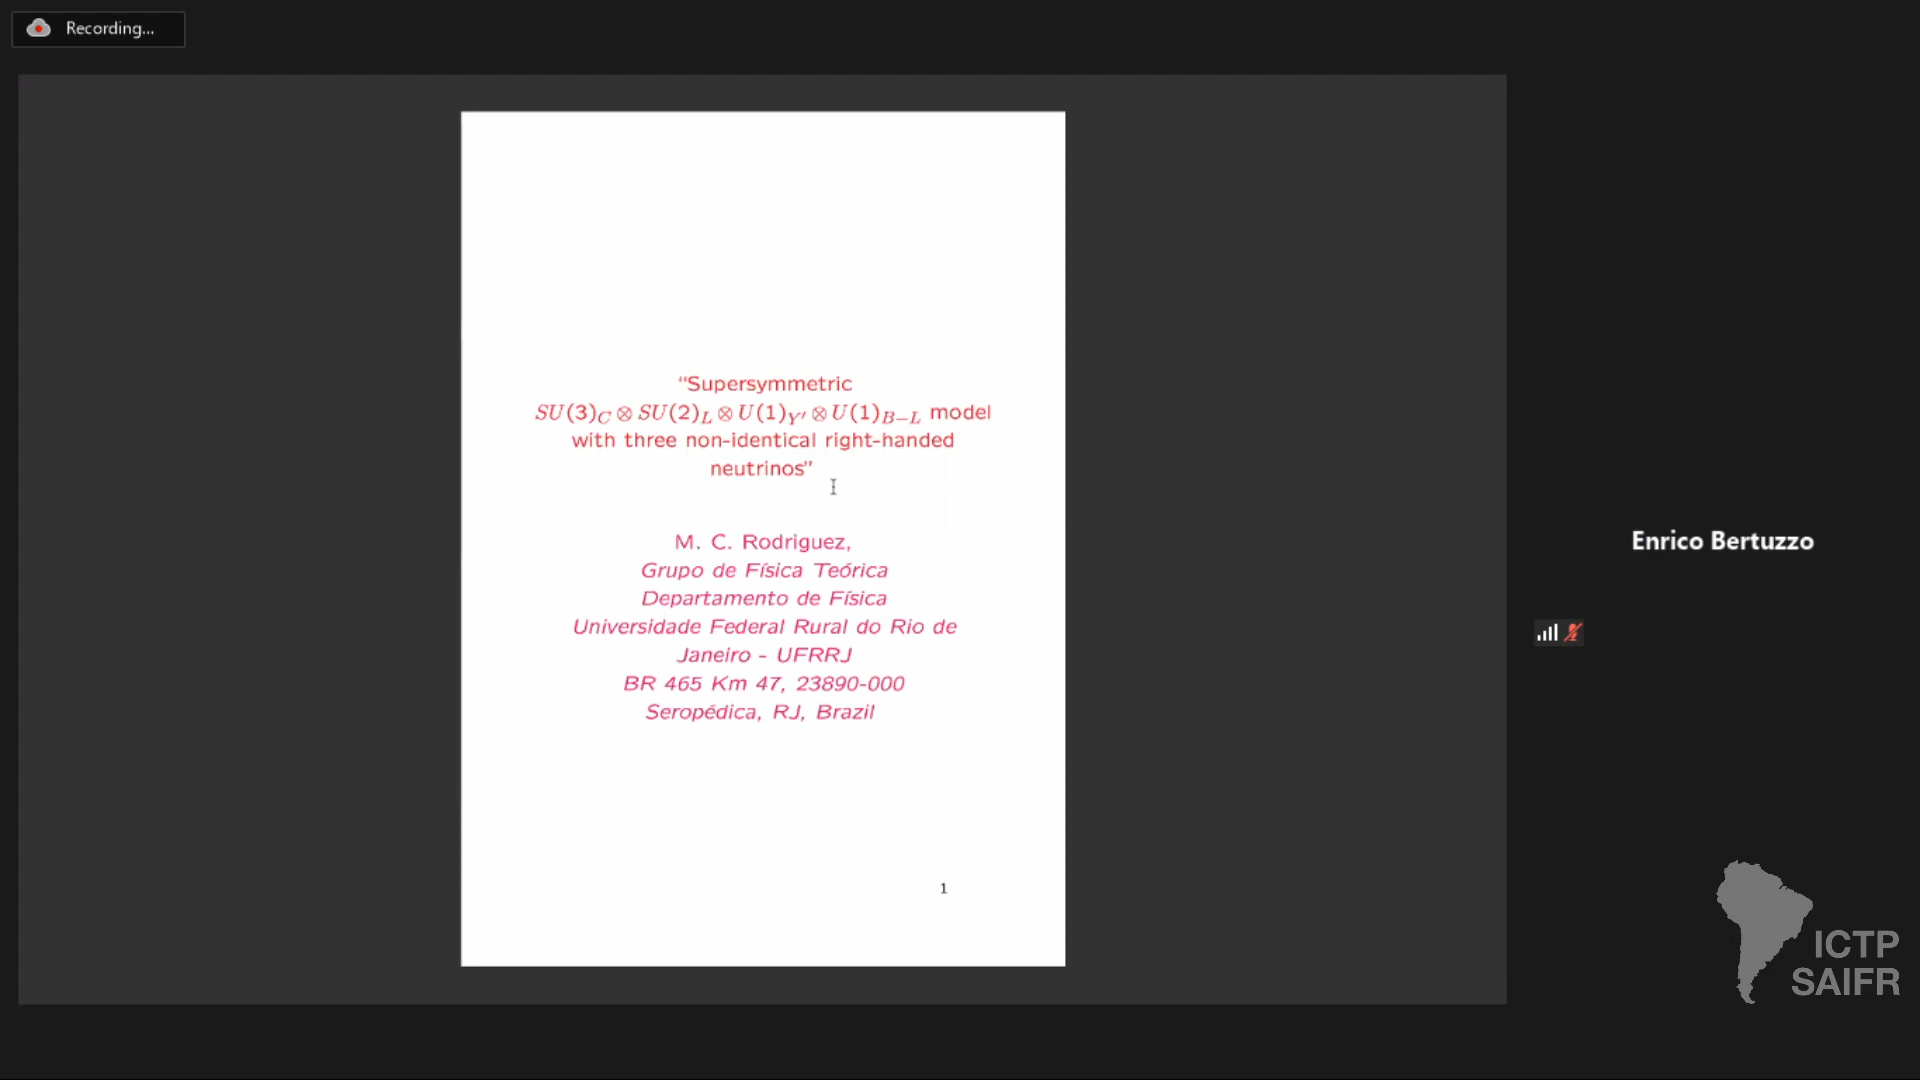 Recording...
“Supersymmetric
SU(3)_C ⊗ SU(2)_L ⊗ U(1)_{Y'} ⊗ U(1)_{B−L} model
with three non-identical right-handed
neutrinos”
M. C. Rodriguez,
Grupo de Física Teórica
Departamento de Física
Universidade Federal Rural do Rio de
Janeiro - UFRRJ
BR 465 Km 47, 23890-000
Seropédica, RJ, Brazil
1
Enrico Bertuzzo
ICTP
SAIFR